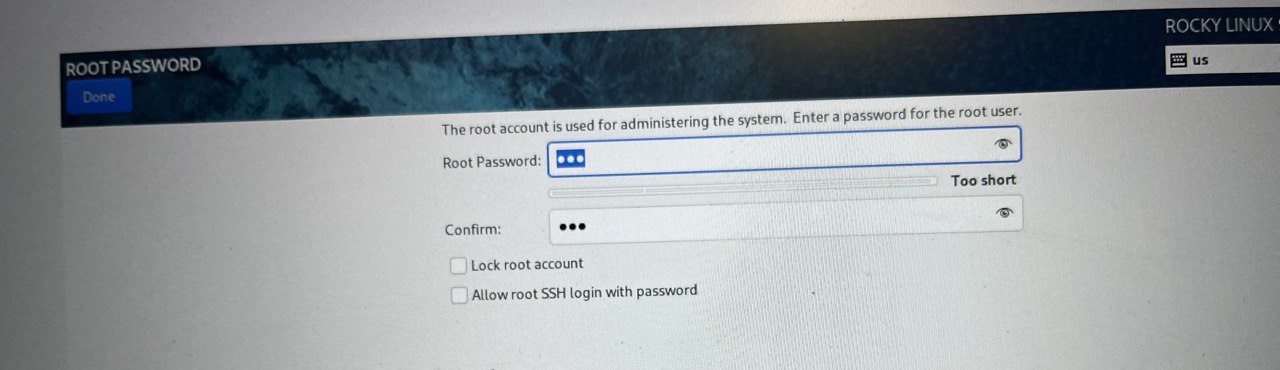 ROOT PASSWORD
ROCKY LINUX
Done
us
The root account is used for administering the system. Enter a password for the root user.
Root Password: •••
Too short
Confirm: •••
Lock root account
Allow root SSH login with password